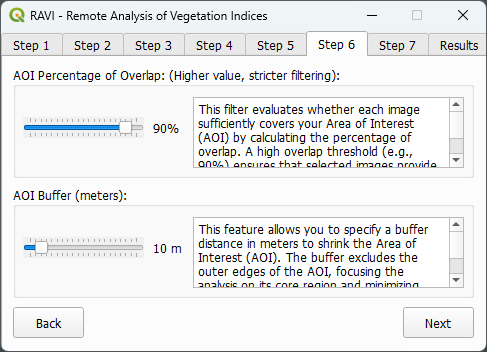 RAVI - Remote Analysis of Vegetation Indices
Step 1 Step 2 Step 3 Step 4 Step 5 Step 6 Step 7 Results
AOI Percentage of Overlap: (Higher value, stricter filtering):
90%
This filter evaluates whether each image
sufficiently covers your Area of Interest
(AOI) by calculating the percentage of
overlap. A high overlap threshold (e.g.,
90%) ensures that selected images provide
AOI Buffer (meters):
10 m
This feature allows you to specify a buffer
distance in meters to shrink the Area of
Interest (AOI). The buffer excludes the
outer edges of the AOI, focusing the
analysis on its core region and minimizing
Back Next